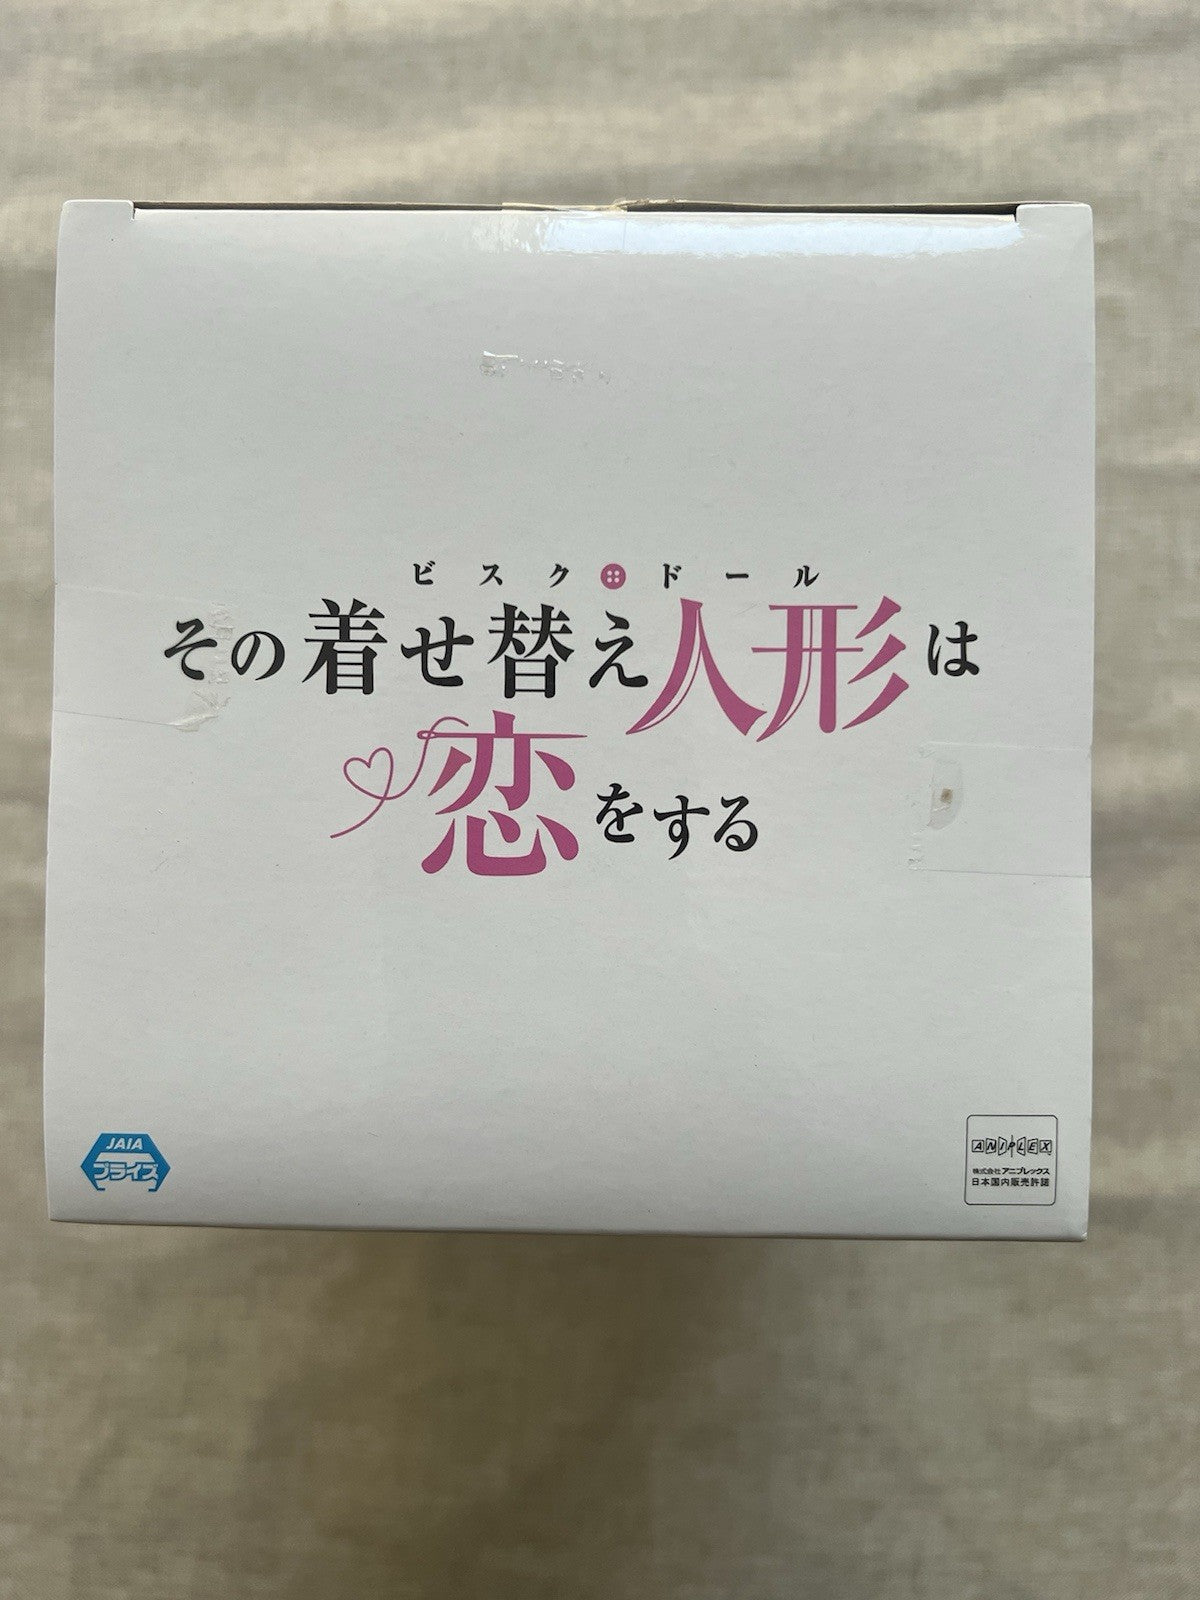 ビスク・ドール
その着せ替え人形は
恋をする
JAIA
プライズ
ANIPLEX
株式会社アニプレックス
日本国内販売許諾